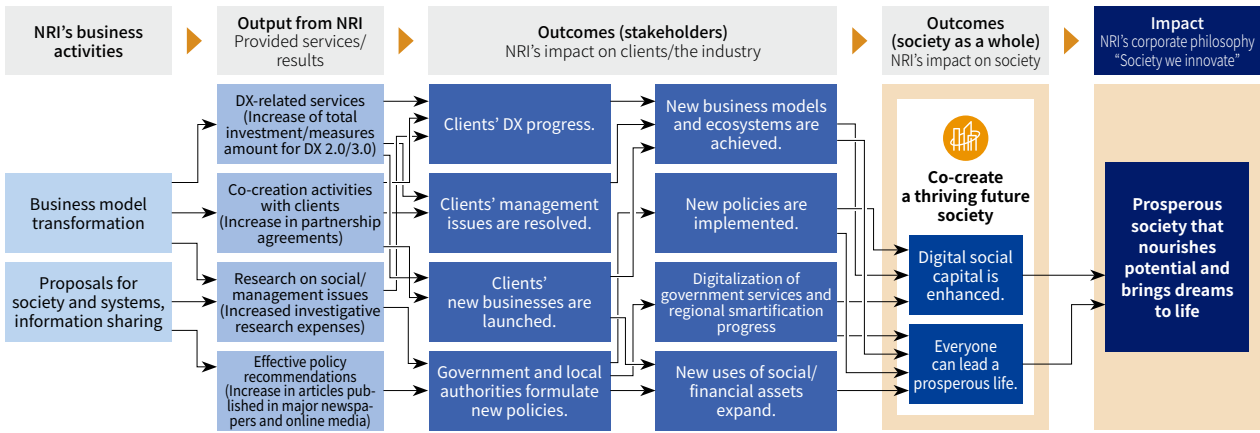 NRI's business
activities
Output from NRI
Provided services/
results
Outcomes (stakeholders)
NRI's impact on clients/the industry
Outcomes
(society as a whole)
NRI's impact on society
Impact
NRI's corporate philosophy
“Society we innovate”
Business model
transformation
Proposals for
society and systems,
information sharing
DX-related services
(Increase of total
investment/measures
amount for DX 2.0/3.0)
Co-creation activities
with clients
(Increase in partnership
agreements)
Research on social/
management issues
(Increased investigative
research expenses)
Effective policy
recommendations
(Increase in articles pub-
lished in major newspa-
pers and online media)
Clients' DX progress.
Clients' management
issues are resolved.
Clients'
new businesses are
launched.
Government and local
authorities formulate
new policies.
New business models
and ecosystems are
achieved.
New policies are
implemented.
Digitalization of
government services and
regional smartification
progress
New uses of social/
financial assets
expand.
Co-create
a thriving future
society
Digital social
capital is
enhanced.
Everyone
can lead a
prosperous life.
Prosperous
society that
nourishes
potential and
brings dreams
to life